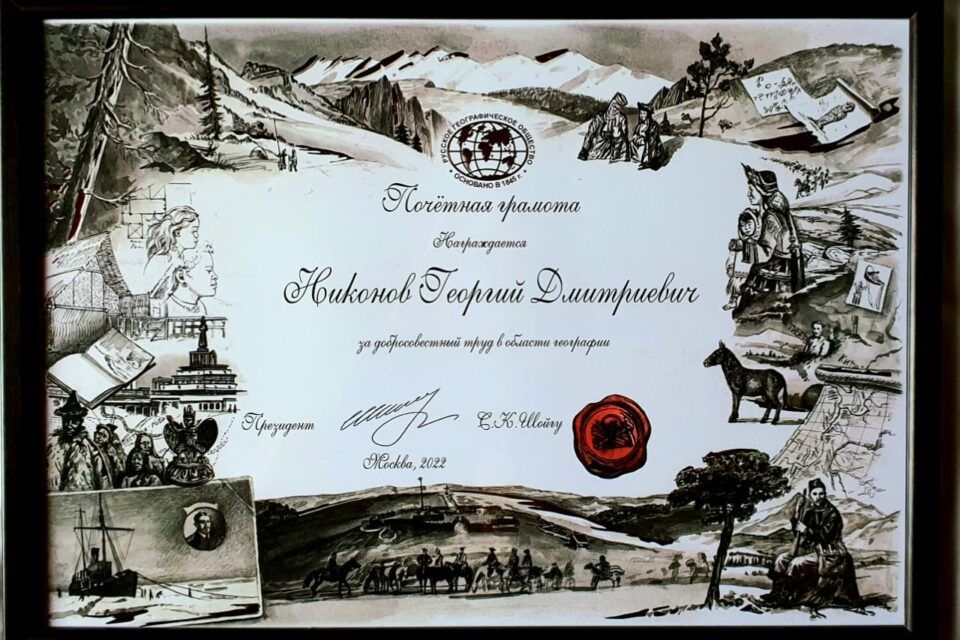 РУССКОЕ ГЕОГРАФИЧЕСКОЕ ОБЩЕСТВО
ОСНОВАНО В 1845 г.
Почётная грамота
Награждается
Никонов Георгий Дмитриевич
за добросовестный труд в области географии
Президент С.К.Шойгу
Москва, 2022